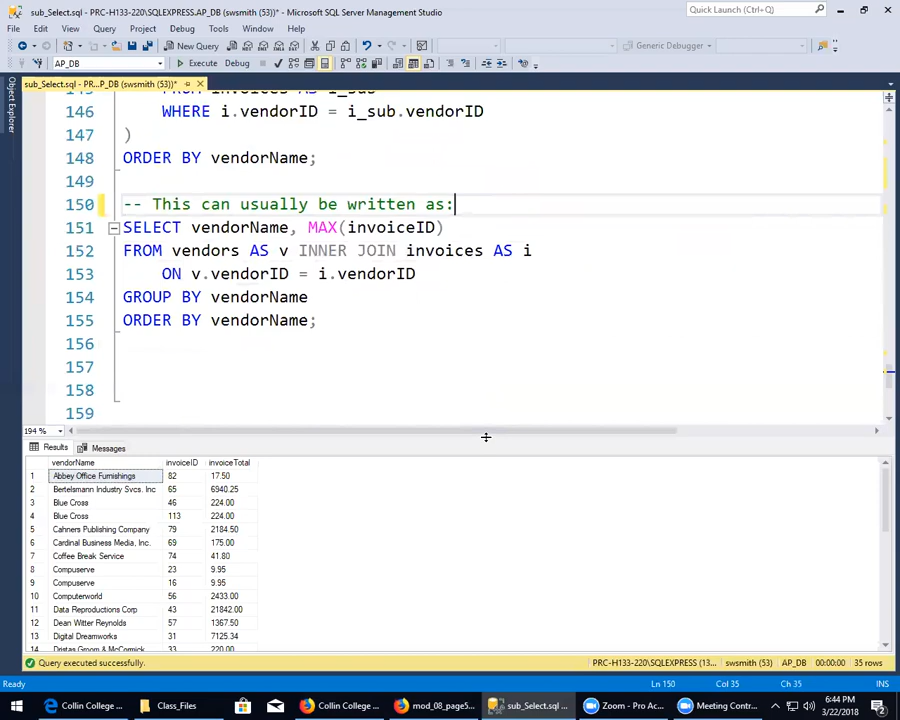 sub_Select.sql - PRC-H133-220\SQLEXPRESS.AP_DB (swsmith (53))* - Microsoft SQL Server Management Studio
Quick Launch (Ctrl+Q)
File Edit View Query Project Debug Tools Window Help
New Query
Generic Debugger
AP_DB
Execute Debug
sub_Select.sql - PR...P_DB (swsmith (53))*
Object Explorer
146 WHERE i.vendorID = i_sub.vendorID
147 )
148 ORDER BY vendorName;
149
150 -- This can usually be written as:
151 SELECT vendorName, MAX(invoiceID)
152 FROM vendors AS v INNER JOIN invoices AS i
153 ON v.vendorID = i.vendorID
154 GROUP BY vendorName
155 ORDER BY vendorName;
156
157
158
159
194 %
Results Messages
vendorName invoiceID invoiceTotal
1 Abbey Office Furnishings 82 17.50
2 Bertelsmann Industry Svcs. Inc 65 6940.25
3 Blue Cross 46 224.00
4 Blue Cross 113 224.00
5 Cahners Publishing Company 79 2184.50
6 Cardinal Business Media, Inc. 69 175.00
7 Coffee Break Service 74 41.80
8 Compuserve 23 9.95
9 Compuserve 16 9.95
10 Computerworld 56 2433.00
11 Data Reproductions Corp 43 21842.00
12 Dean Witter Reynolds 57 1367.50
13 Digital Dreamworks 31 7125.34
14 Dristas Groom & McCormick 33 220.00
Query executed successfully.
PRC-H133-220\SQLEXPRESS (13... swsmith (53) AP_DB 00:00:00 35 rows
Ready
Ln 150 Col 35 Ch 35 INS
Collin College ... Class_Files Collin College ... mod_08_page5... sub_Select.sql ... Zoom - Pro Ac... Meeting Contr...
6:44 PM
3/22/2018
2